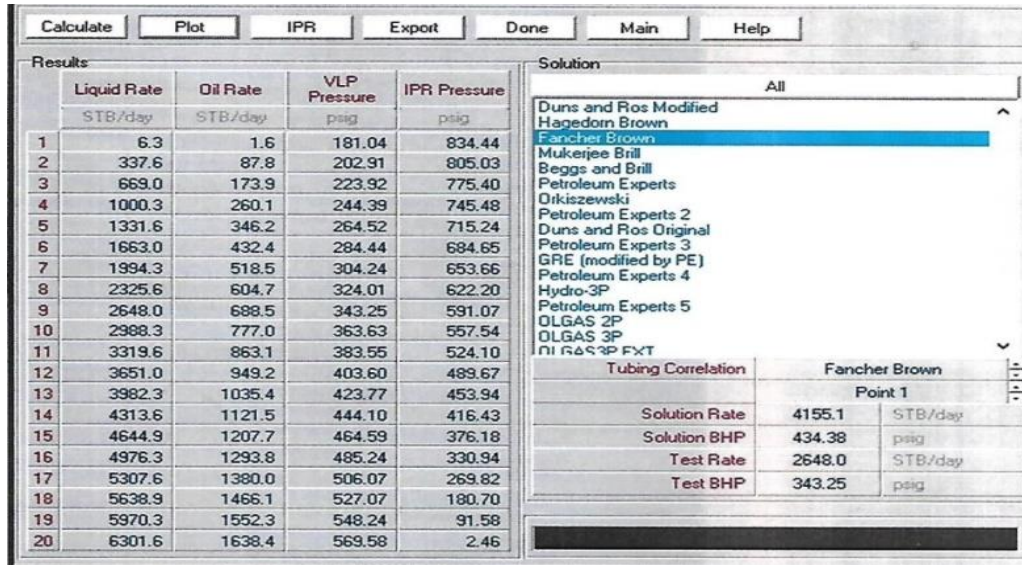 Calculate Plot IPR Export Done Main Help
Results
Liquid Rate Oil Rate VLP Pressure IPR Pressure
STB/day STB/day psig psig
1 6.3 1.6 181.04 834.44
2 337.6 87.8 202.91 805.03
3 669.0 173.9 223.92 775.40
4 1000.3 260.1 244.39 745.48
5 1331.6 346.2 264.52 715.24
6 1663.0 432.4 284.44 684.65
7 1994.3 518.5 304.24 653.66
8 2325.6 604.7 324.01 622.20
9 2648.0 688.5 343.25 591.07
10 2988.3 777.0 363.63 557.54
11 3319.6 863.1 383.55 524.10
12 3651.0 949.2 403.60 489.67
13 3982.3 1035.4 423.77 453.94
14 4313.6 1121.5 444.10 416.43
15 4644.9 1207.7 464.59 376.18
16 4976.3 1293.8 485.24 330.94
17 5307.6 1380.0 506.07 269.82
18 5638.9 1466.1 527.07 180.70
19 5970.3 1552.3 548.24 91.58
20 6301.6 1638.4 569.58 2.46
Solution
All
Duns and Ros Modified
Hagedorn Brown
Fancher Brown
Mukerjee Brill
Beggs and Brill
Petroleum Experts
Orkiszewski
Petroleum Experts 2
Duns and Ros Original
Petroleum Experts 3
GRE (modified by PE)
Petroleum Experts 4
Hydro-3P
Petroleum Experts 5
OLGAS 2P
OLGAS 3P
OLGAS3P EXT
Tubing Correlation Fancher Brown
Point 1
Solution Rate 4155.1 STB/day
Solution BHP 434.38 psig
Test Rate 2648.0 STB/day
Test BHP 343.25 psig